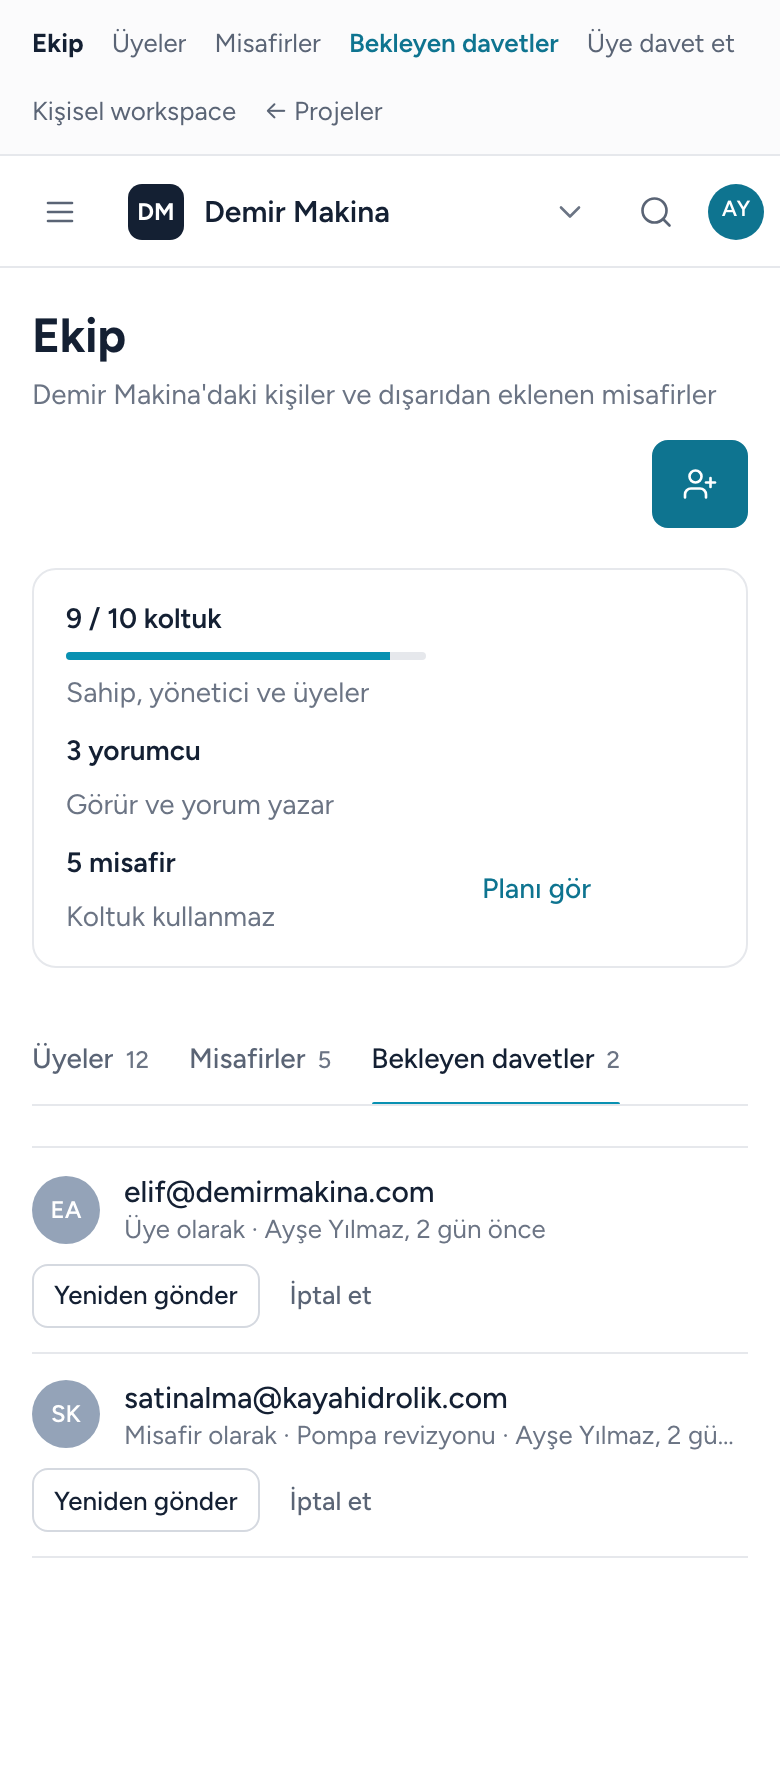 Ekip Üyeler Misafirler Bekleyen davetler Üye davet et
Kişisel workspace ← Projeler
DM Demir Makina AY
Ekip
Demir Makina'daki kişiler ve dışarıdan eklenen misafirler
9 / 10 koltuk
Sahip, yönetici ve üyeler
3 yorumcu
Görür ve yorum yazar
5 misafir
Koltuk kullanmaz
Planı gör
Üyeler 12 Misafirler 5 Bekleyen davetler 2
EA elif@demirmakina.com
Üye olarak · Ayşe Yılmaz, 2 gün önce
Yeniden gönder İptal et
SK satinalma@kayahidrolik.com
Misafir olarak · Pompa revizyonu · Ayşe Yılmaz, 2 gü...
Yeniden gönder İptal et